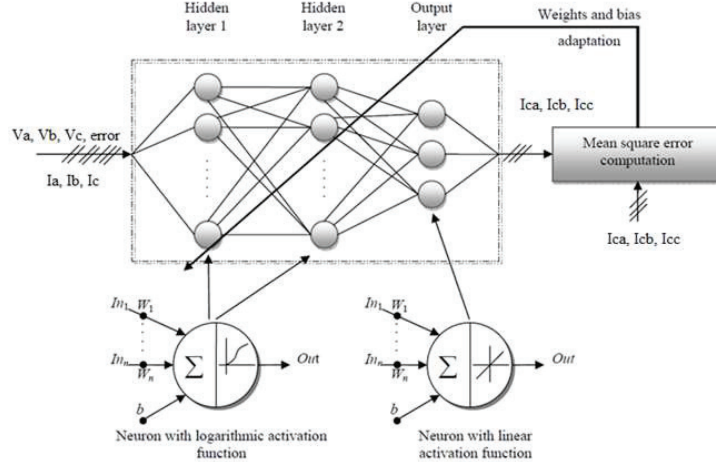 Hidden
layer 1
Hidden
layer 2
Output
layer
Weights and bias
adaptation
Va, Vb, Vc, error
Ia, Ib, Ic
Ica, Icb, Icc
Mean square error
computation
Ica, Icb, Icc
In1 W1
Inn
Wn
b
Σ
Out
Neuron with logarithmic activation
function
In1 W1
Inn
Wn
b
Σ
Out
Neuron with linear
activation function